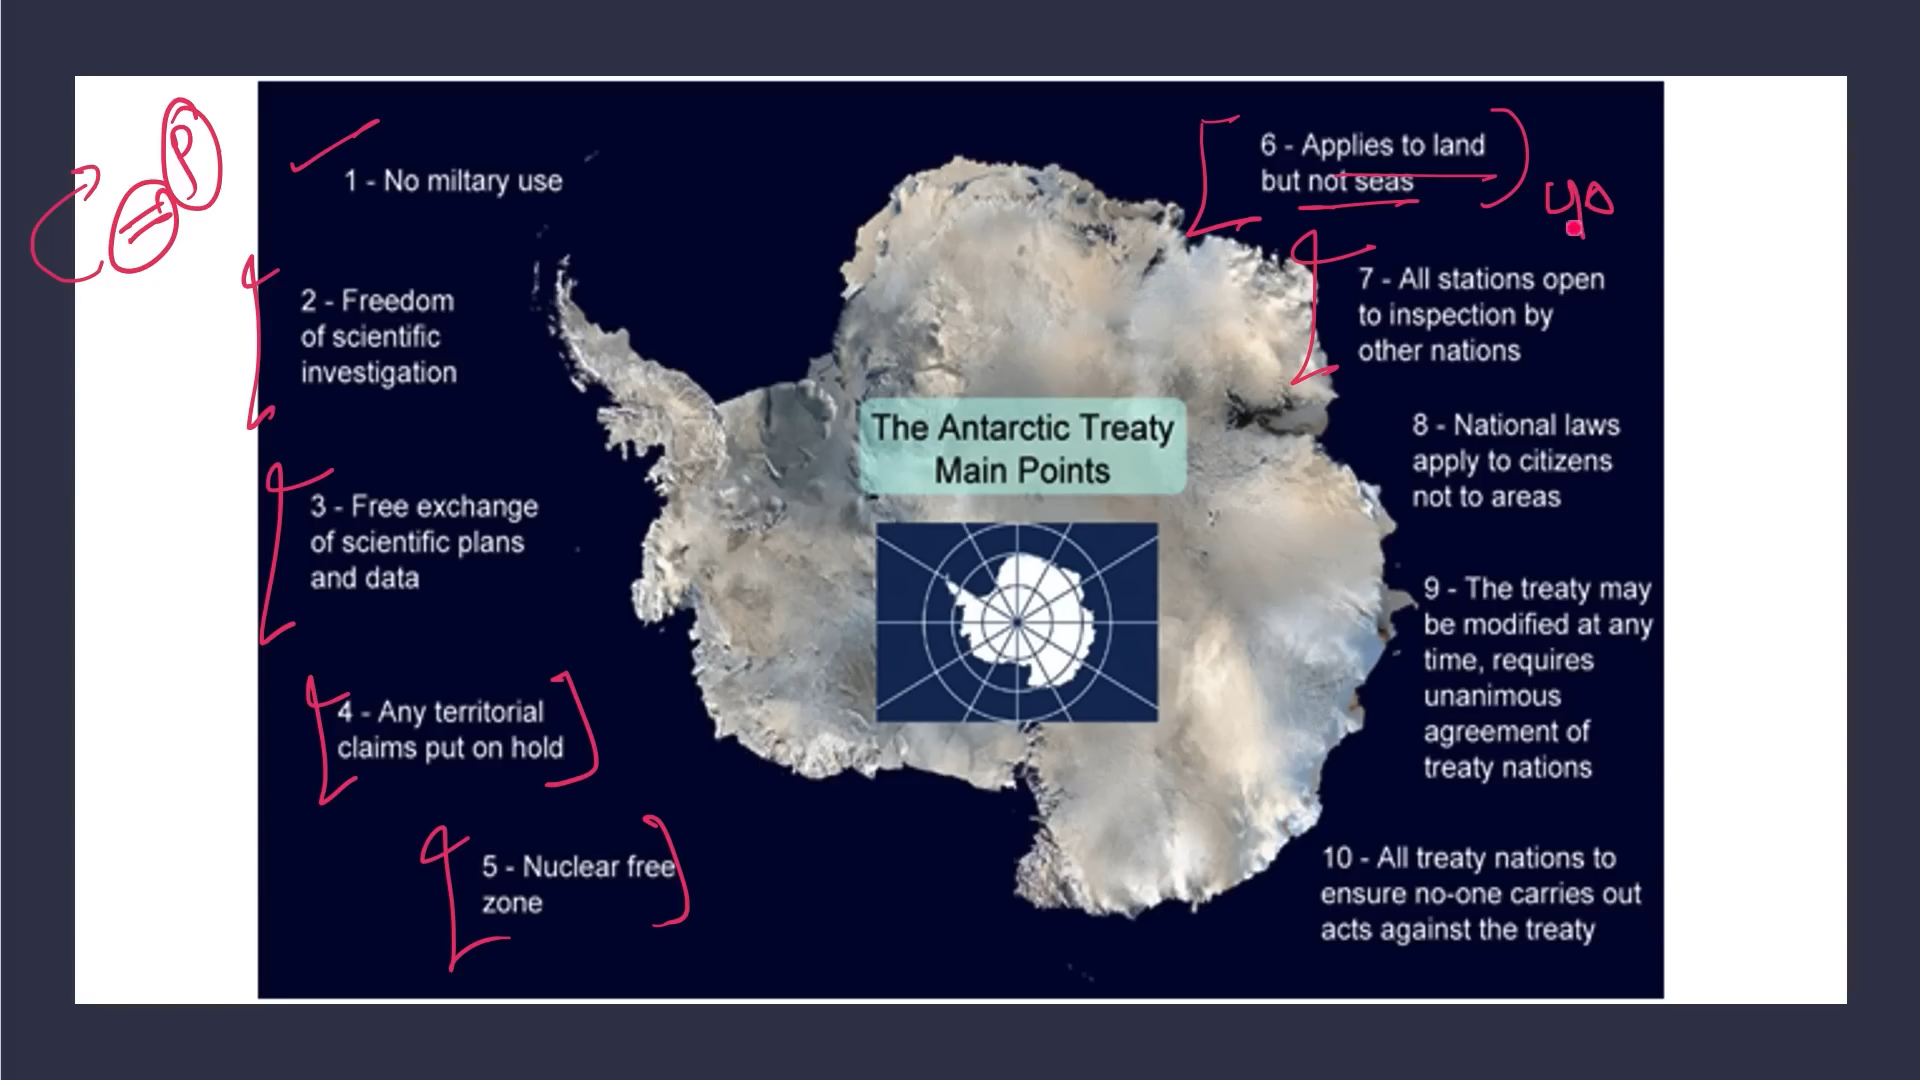 1 - No miltary use
2 - Freedom
of scientific
investigation
3 - Free exchange
of scientific plans
and data
4 - Any territorial
claims put on hold
5 - Nuclear free
zone
The Antarctic Treaty
Main Points
6 - Applies to land
but not seas
7 - All stations open
to inspection by
other nations
8 - National laws
apply to citizens
not to areas
9 - The treaty may
be modified at any
time, requires
unanimous
agreement of
treaty nations
10 - All treaty nations to
ensure no-one carries out
acts against the treaty